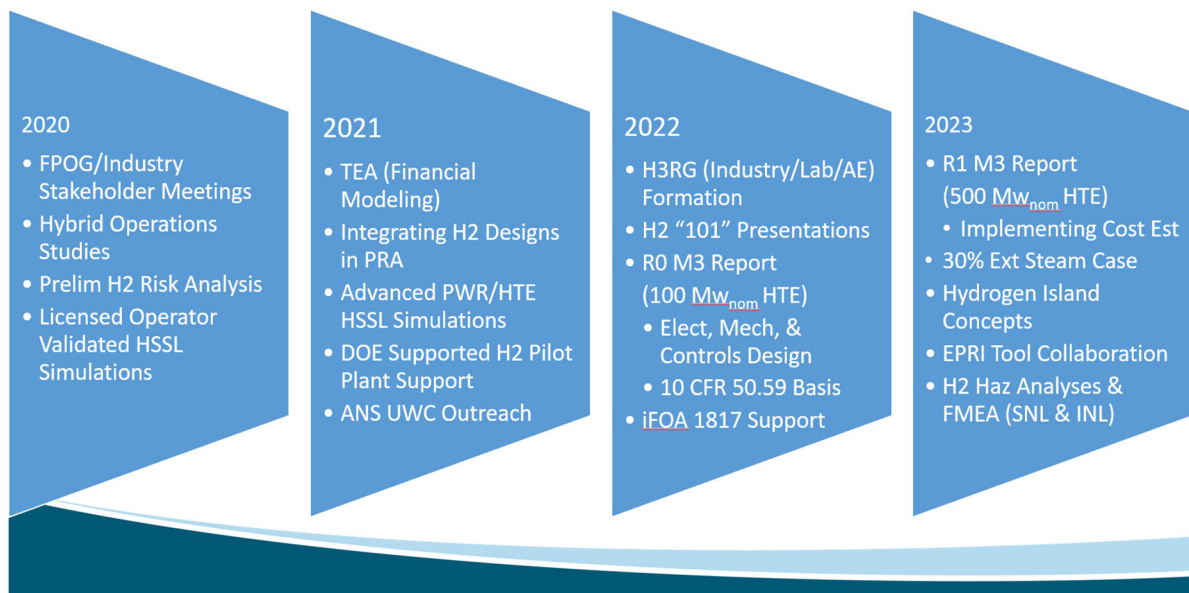 2020
• FPOG/Industry
Stakeholder Meetings
• Hybrid Operations
Studies
• Prelim H2 Risk Analysis
• Licensed Operator
Validated HSSL
Simulations
2021
• TEA (Financial
Modeling)
• Integrating H2 Designs
in PRA
• Advanced PWR/HTE
HSSL Simulations
• DOE Supported H2 Pilot
Plant Support
• ANS UWC Outreach
2022
• H3RG (Industry/Lab/AE)
Formation
• H2 “101” Presentations
• R0 M3 Report
(100 Mwnom HTE)
• Elect, Mech, &
Controls Design
• 10 CFR 50.59 Basis
• iFOA 1817 Support
2023
• R1 M3 Report
(500 Mwnom HTE)
• Implementing Cost Est
• 30% Ext Steam Case
• Hydrogen Island
Concepts
• EPRI Tool Collaboration
• H2 Haz Analyses &
FMEA (SNL & INL)